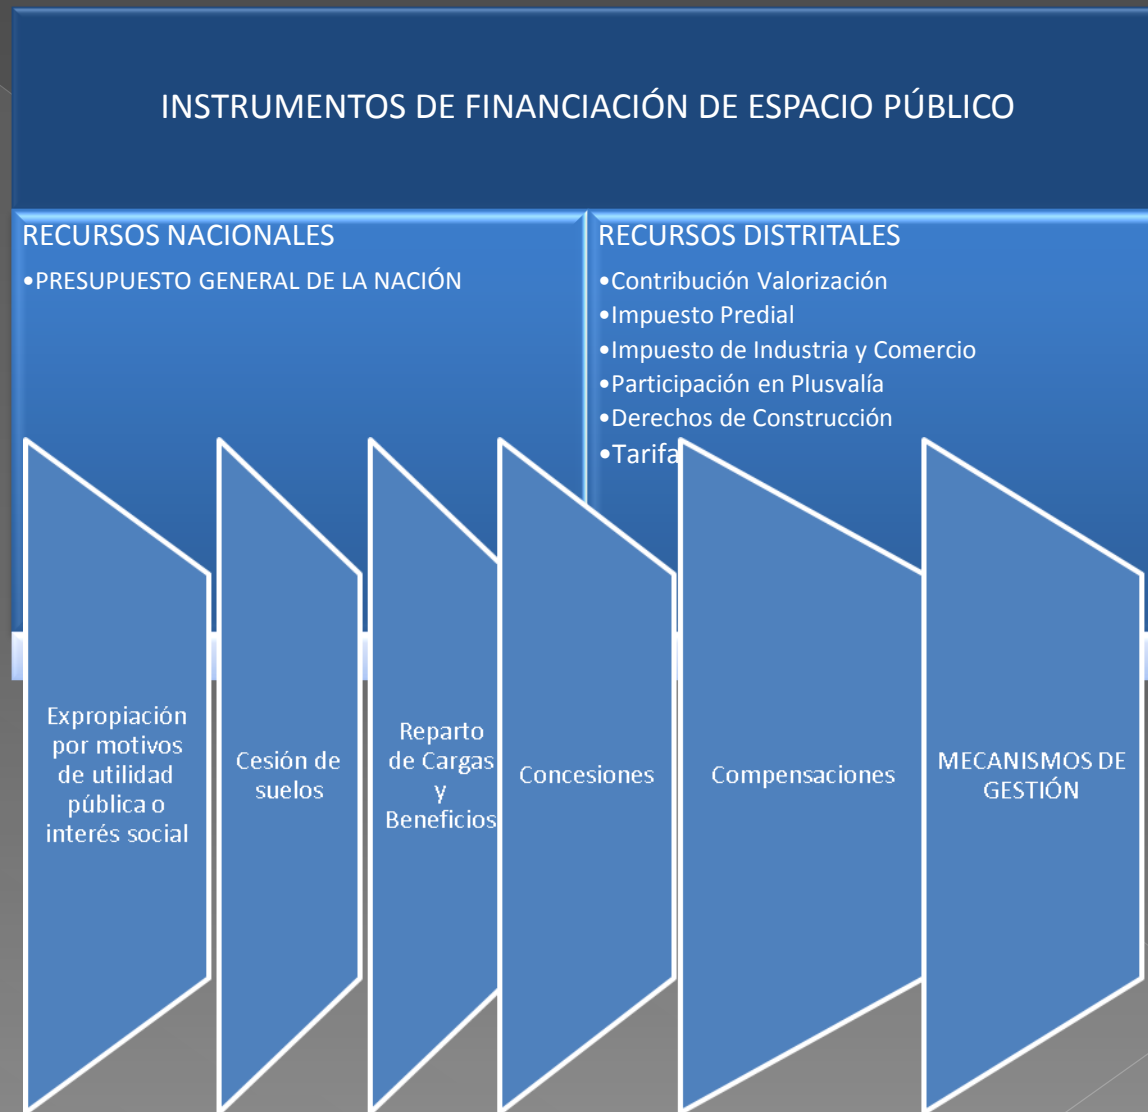 INSTRUMENTOS DE FINANCIACIÓN DE ESPACIO PÚBLICO
RECURSOS NACIONALES
•PRESUPUESTO GENERAL DE LA NACIÓN
RECURSOS DISTRITALES
•Contribución Valorización
•Impuesto Predial
•Impuesto de Industria y Comercio
•Participación en Plusvalía
•Derechos de Construcción
•Tarifa
Expropiación
por motivos
de utilidad
pública o
interés social
Cesión de
suelos
Reparto
de Cargas
y
Beneficios
Concesiones
Compensaciones
MECANISMOS DE
GESTIÓN